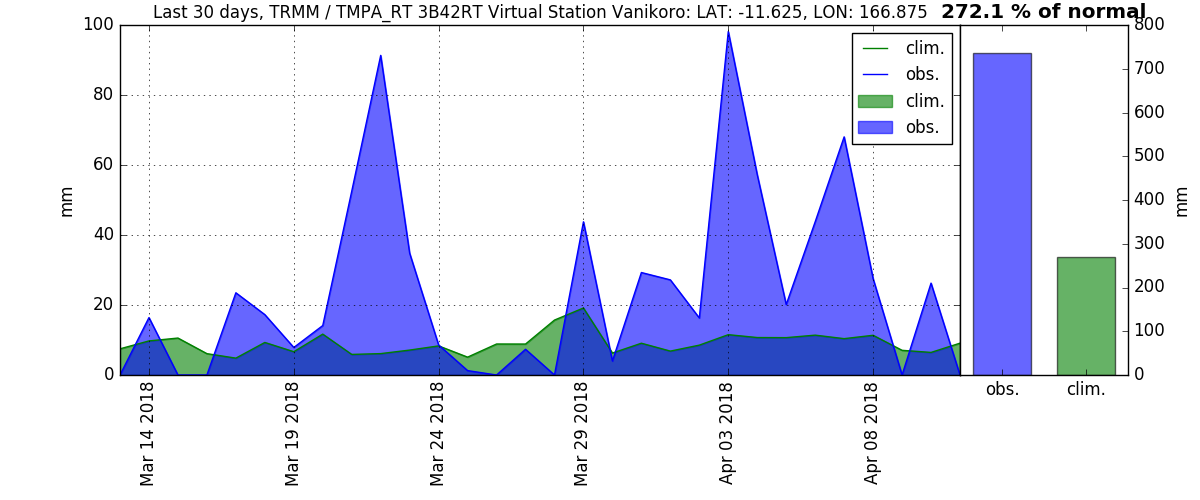 Last 30 days, TRMM / TMPA_RT 3B42RT Virtual Station Vanikoro: LAT: -11.625, LON: 166.875 272.1 % of normal
100
80
60
40
20
0
mm
clim.
obs.
clim.
obs.
800
700
600
500
400
300
200
100
0
mm
Mar 14 2018
Mar 19 2018
Mar 24 2018
Mar 29 2018
Apr 03 2018
Apr 08 2018
obs.
clim.